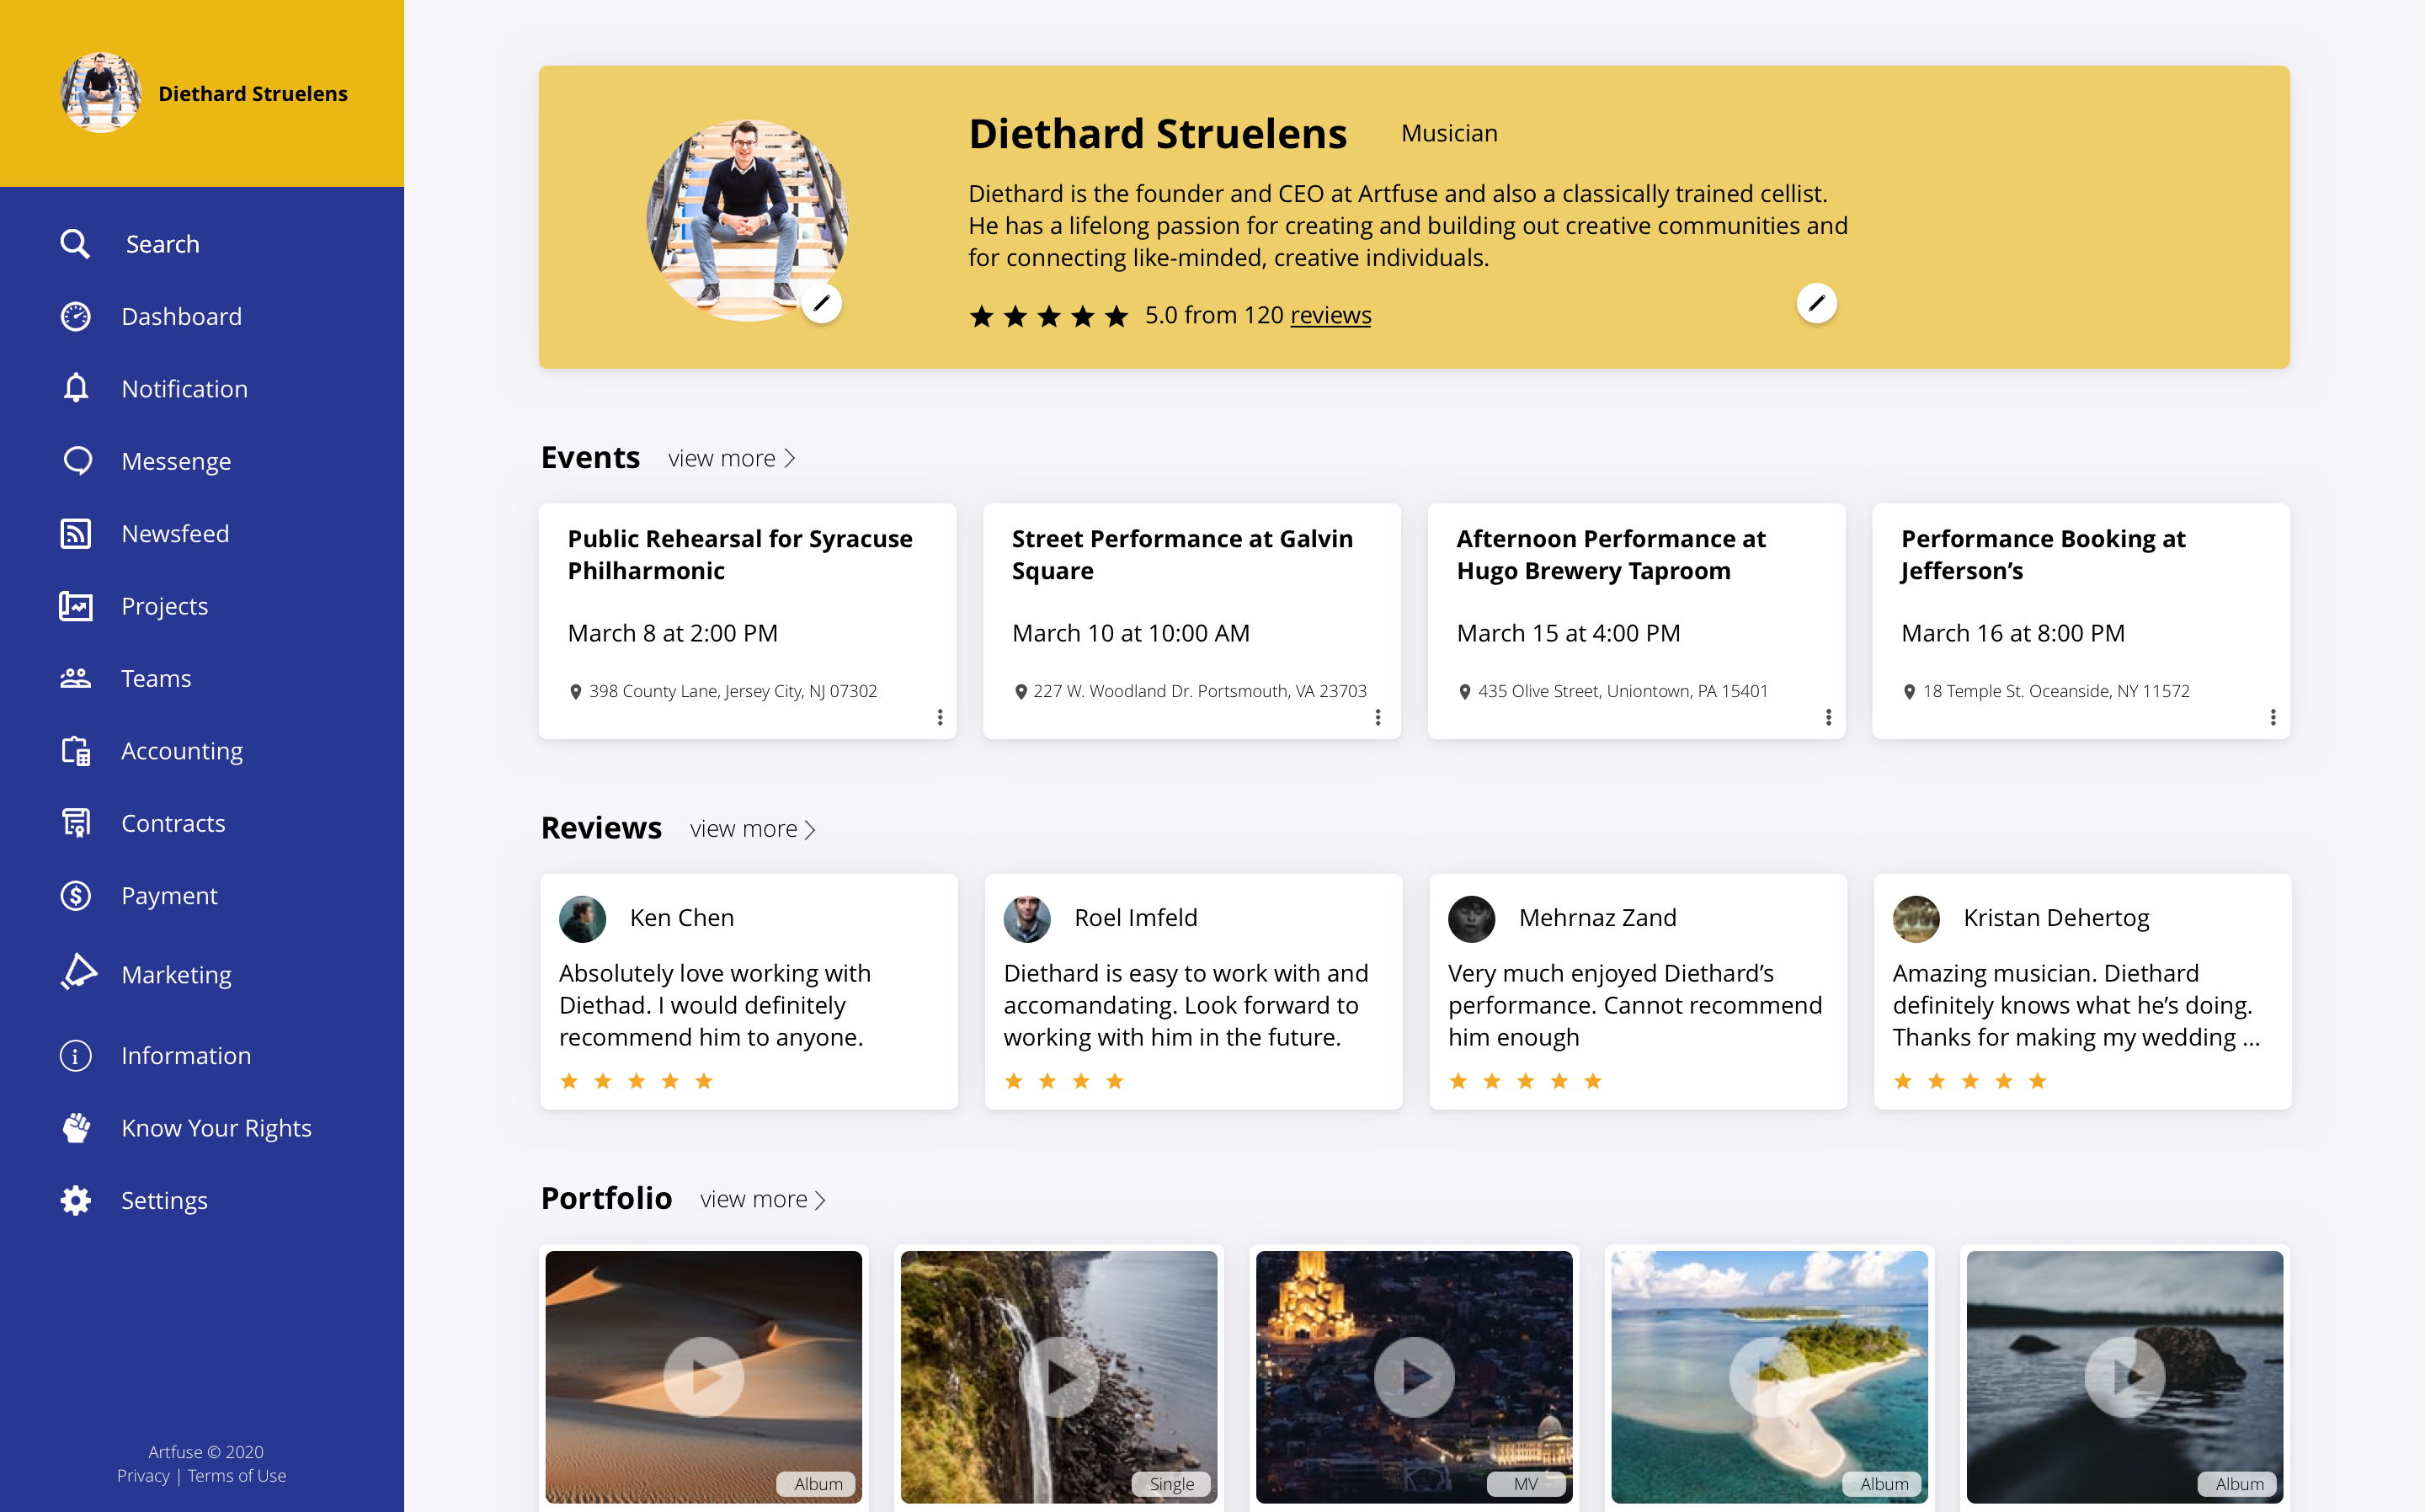 Diethard Struelens
Search
Dashboard
Notification
Messenge
Newsfeed
Projects
Teams
Accounting
Contracts
Payment
Marketing
Information
Know Your Rights
Settings
Artfuse © 2020
Privacy | Terms of Use
Diethard Struelens Musician
Diethard is the founder and CEO at Artfuse and also a classically trained cellist.
He has a lifelong passion for creating and building out creative communities and
for connecting like-minded, creative individuals.
5.0 from 120 reviews
Events view more
Public Rehearsal for Syracuse
Philharmonic
March 8 at 2:00 PM
398 County Lane, Jersey City, NJ 07302
Street Performance at Galvin
Square
March 10 at 10:00 AM
227 W. Woodland Dr. Portsmouth, VA 23703
Afternoon Performance at
Hugo Brewery Taproom
March 15 at 4:00 PM
435 Olive Street, Uniontown, PA 15401
Performance Booking at
Jefferson’s
March 16 at 8:00 PM
18 Temple St. Oceanside, NY 11572
Reviews view more
Ken Chen
Absolutely love working with
Diethad. I would definitely
recommend him to anyone.
Roel Imfeld
Diethard is easy to work with and
accomandating. Look forward to
working with him in the future.
Mehrnaz Zand
Very much enjoyed Diethard’s
performance. Cannot recommend
him enough
Kristan Dehertog
Amazing musician. Diethard
definitely knows what he’s doing.
Thanks for making my wedding ...
Portfolio view more
Album
Single
MV
Album
Album